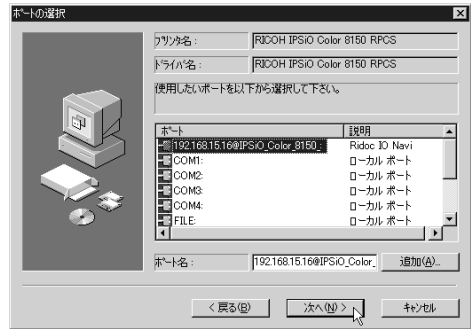 ポートの選択
プリンタ名: RICOH IPSiO Color 8150 RPCS
ドライバ名: RICOH IPSiO Color 8150 RPCS
使用したいポートを以下から選択して下さい。
ポート 説明
192.168.15.16@IPSiO_Color_8150_: Ridoc IO Navi
COM1: ローカル ポート
COM2: ローカル ポート
COM3: ローカル ポート
COM4: ローカル ポート
FILE: ローカル ポート
ポート名: 192.168.15.16@IPSiO_Color_ 追加(A)...
< 戻る(B) 次へ(N) > キャンセル